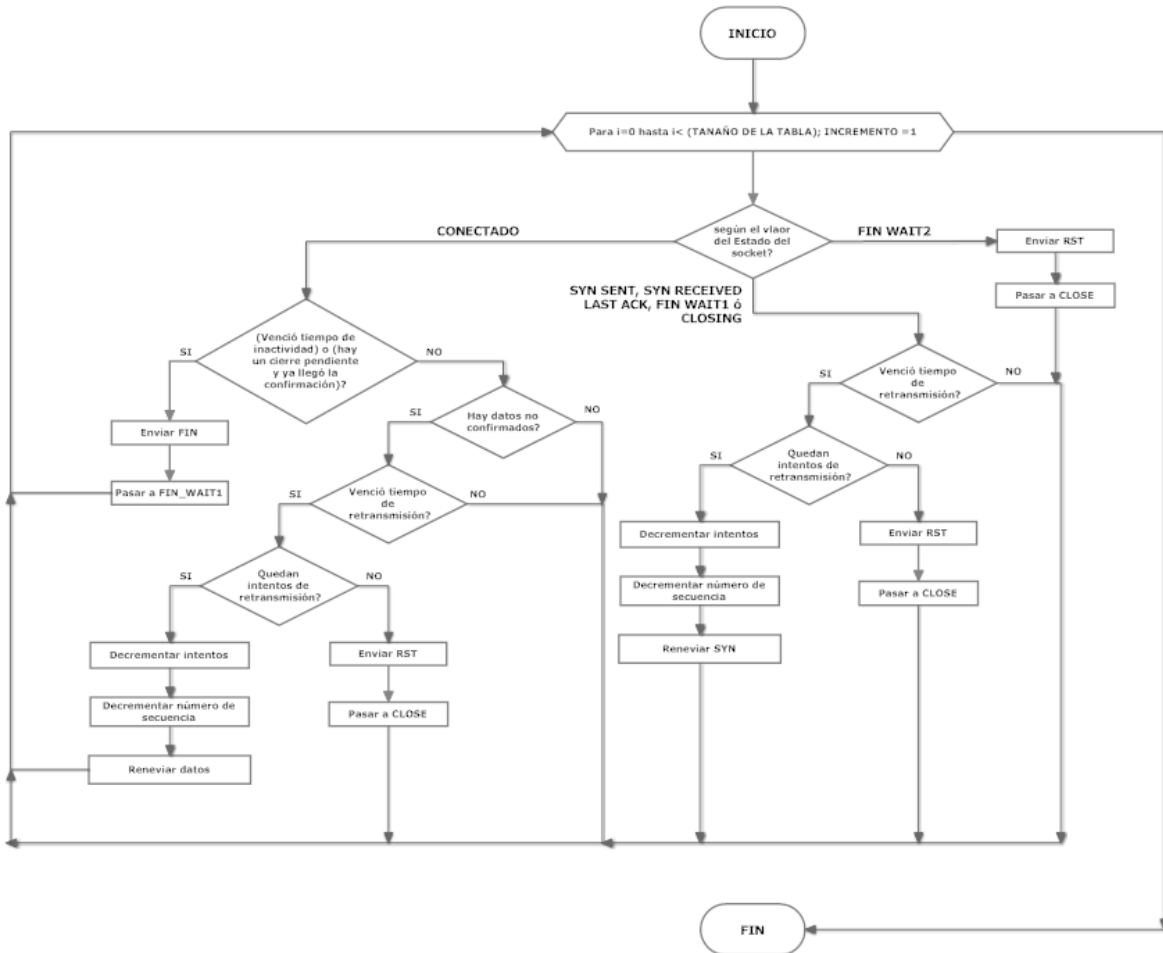 INICIO
Para i=0 hasta i< (TANAÑO DE LA TABLA); INCREMENTO =1
según el vlaor
del Estado del
socket?
CONECTADO
FIN WAIT2
Enviar RST
Pasar a CLOSE
SYN SENT, SYN RECEIVED
LAST ACK, FIN WAIT1 ó
CLOSING
(Venció tiempo de
inactividad) o (hay
un cierre pendiente
y ya llegó la
confirmación)?
SI
NO
Enviar FIN
Pasar a FIN_WAIT1
Hay datos no
confirmados?
SI
NO
Venció tiempo
de
retransmisión?
SI
NO
Quedan
intentos de
retransmisión?
SI
NO
Decrementar intentos
Decrementar número de
secuencia
Reneviar datos
Enviar RST
Pasar a CLOSE
Venció tiempo
de
retransmisión?
SI
NO
Quedan
intentos de
retransmisión?
SI
NO
Decrementar intentos
Decrementar número de
secuencia
Reneviar SYN
Enviar RST
Pasar a CLOSE
FIN